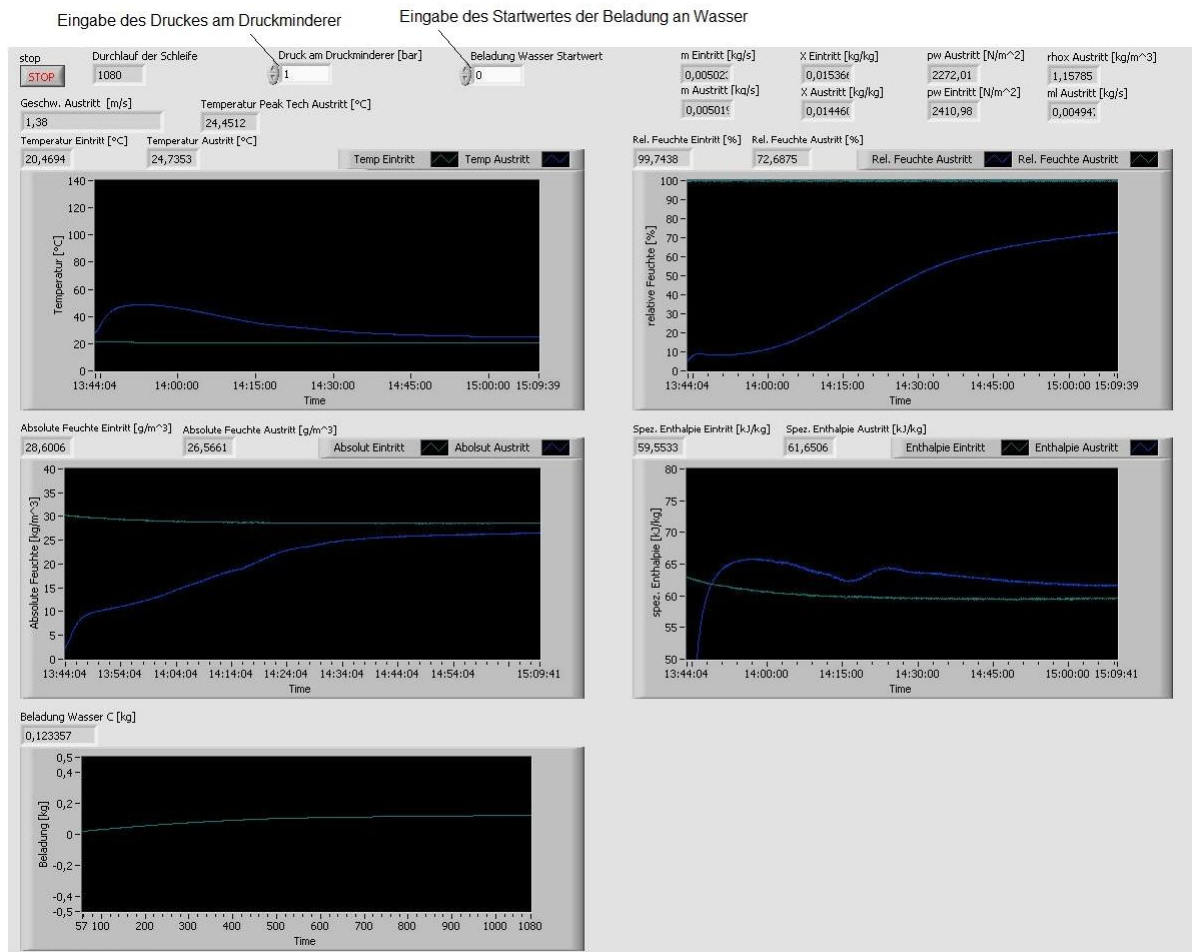 Eingabe des Druckes am Druckminderer
Eingabe des Startwertes der Beladung an Wasser
stop
STOP
Durchlauf der Schleife
1080
Druck am Druckminderer [bar]
1
Beladung Wasser Startwert
0
m Eintritt [kg/s]
0,00502
X Eintritt [kg/kg]
0,01536
pw Austritt [N/m^2]
2272,01
rhox Austritt [kg/m^3]
1,15785
m Austritt [kg/s]
0,00501
X Austritt [kg/kg]
0,01446
pw Eintritt [N/m^2]
2410,98
ml Austritt [kg/s]
0,00494
Geschw. Austritt [m/s]
1,38
Temperatur Peak Tech Austritt [°C]
24,4512
Temperatur Eintritt [°C]
20,4694
Temperatur Austritt [°C]
24,7353
Temp Eintritt
Temp Austritt
140
120
100
80
60
40
20
0
Temperatur [°C]
13:44:04 14:00:00 14:15:00 14:30:00 14:45:00 15:00:00 15:09:39
Time
Rel. Feuchte Eintritt [%]
99,7438
Rel. Feuchte Austritt [%]
72,6875
Rel. Feuchte Austritt
Rel. Feuchte Austritt
100
90
80
70
60
50
40
30
20
10
0
relative Feuchte [%]
13:44:04 14:00:00 14:15:00 14:30:00 14:45:00 15:00:00 15:09:39
Time
Absolute Feuchte Eintritt [g/m^3]
28,6006
Absolute Feuchte Austritt [g/m^3]
26,5661
Absolut Eintritt
Abolsut Austritt
40
35
30
25
20
15
10
5
0
Absolute Feuchte [kg/m^3]
13:44:04 13:54:04 14:04:04 14:14:04 14:24:04 14:34:04 14:44:04 14:54:04 15:09:41
Time
Spez. Enthalpie Eintritt [kJ/kg]
59,5533
Spez. Enthalpie Austritt [kJ/kg]
61,6506
Enthalpie Eintritt
Enthalpie Austritt
80
75
70
65
60
55
50
spez. Enthalpie [kJ/kg]
13:44:04 14:00:00 14:15:00 14:30:00 14:45:00 15:00:00 15:09:41
Time
Beladung Wasser C [kg]
0,123357
0,5
0,4
0,2
0
-0,2
-0,4
-0,5
Beladung [kg]
57 100 200 300 400 500 600 700 800 900 1000 1080
Time